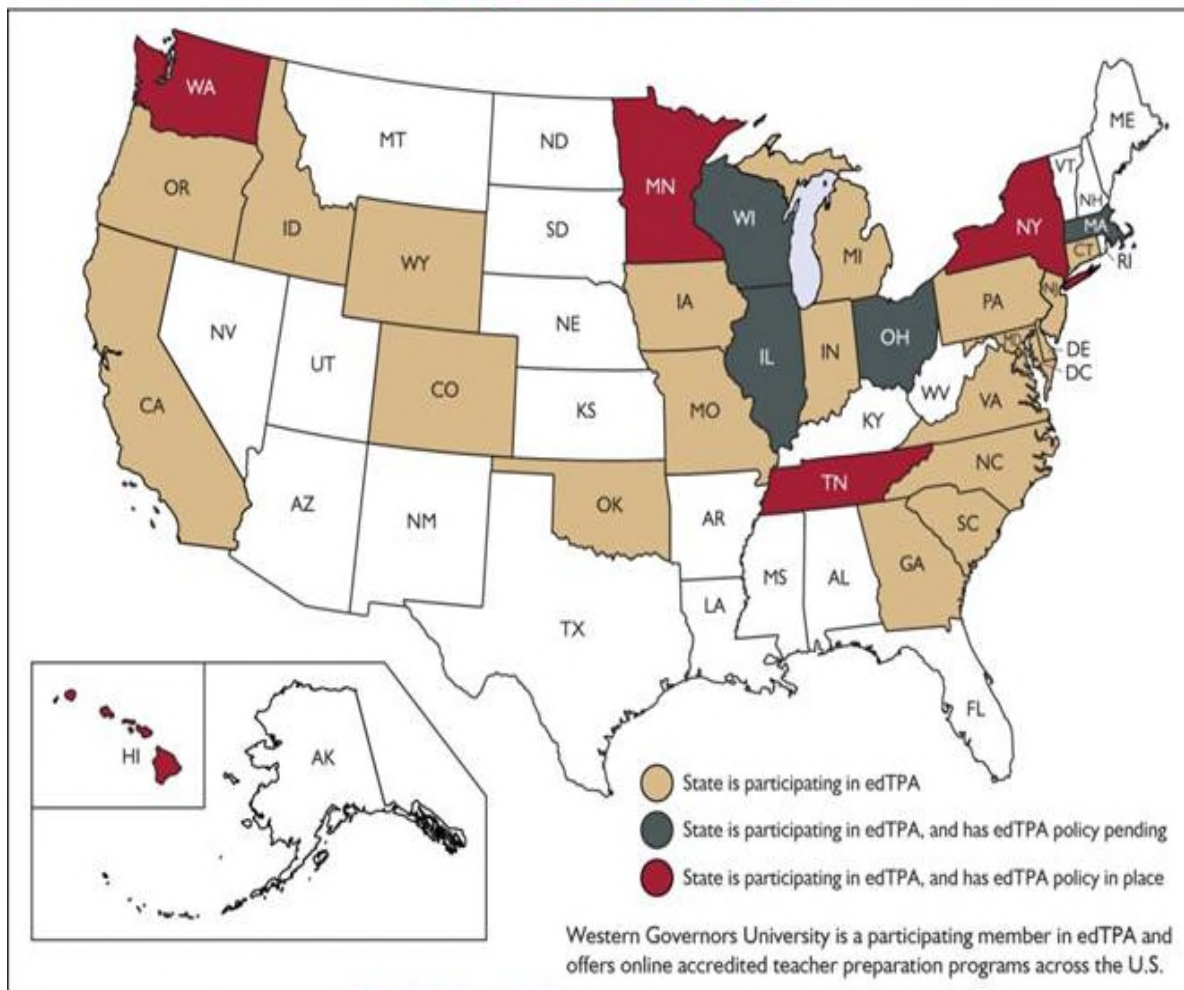 WA
MT
ND
MN
ME
VT
NH
OR
ID
SD
WI
NY
MA
CT
RI
WY
MI
IA
PA
NJ
NE
NV
UT
IL
IN
OH
MD
DE
DC
CO
WV
VA
CA
KS
MO
KY
NC
TN
AZ
NM
OK
AR
SC
MS
AL
GA
LA
TX
FL
HI
AK
State is participating in edTPA
State is participating in edTPA, and has edTPA policy pending
State is participating in edTPA, and has edTPA policy in place
Western Governors University is a participating member in edTPA and
offers online accredited teacher preparation programs across the U.S.